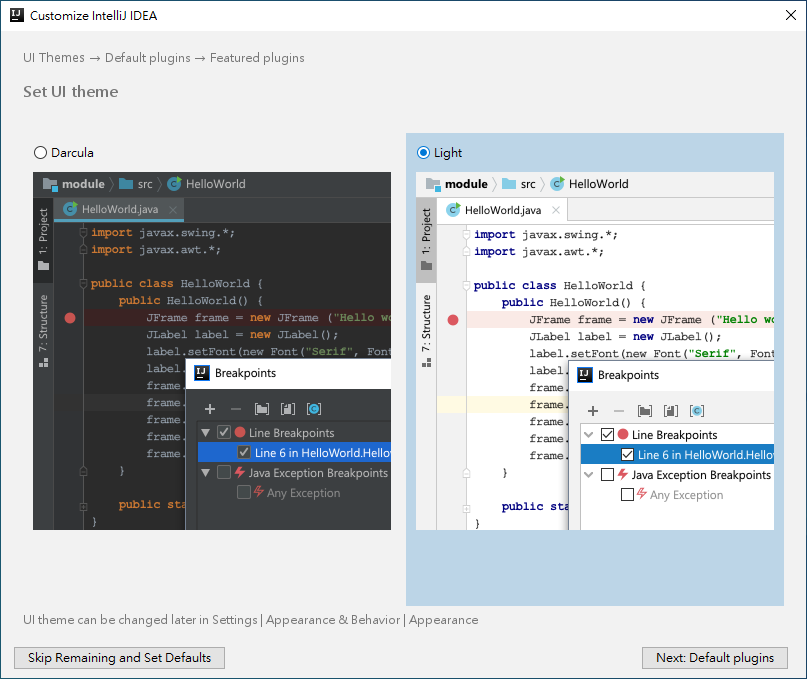 Customize IntelliJ IDEA
UI Themes → Default plugins → Featured plugins
Set UI theme
Darcula
module
src
HelloWorld
HelloWorld.java
1: Project
7: Structure
import javax.swing.*;
import javax.awt.*;
public class HelloWorld {
public HelloWorld() {
JFrame frame = new JFrame ("Hello wo
JLabel label = new JLabel();
label.setFont(new Font("Serif", Font
label.
frame.
frame.
frame.
frame.
frame.
}
public sta
}
IJ
Breakpoints
Line Breakpoints
Line 6 in HelloWorld.Hello
Java Exception Breakpoints
Any Exception
Light
module
src
HelloWorld
HelloWorld.java
1: Project
7: Structure
import javax.swing.*;
import javax.awt.*;
public class HelloWorld {
public HelloWorld() {
JFrame frame = new JFrame ("Hello wo
JLabel label = new JLabel();
label.setFont(new Font("Serif", Font
label.
frame.
frame.
frame.
frame.
frame.
}
public st
}
IJ
Breakpoints
Line Breakpoints
Line 6 in HelloWorld.Hello
Java Exception Breakpoints
Any Exception
UI theme can be changed later in Settings | Appearance & Behavior | Appearance
Skip Remaining and Set Defaults
Next: Default plugins